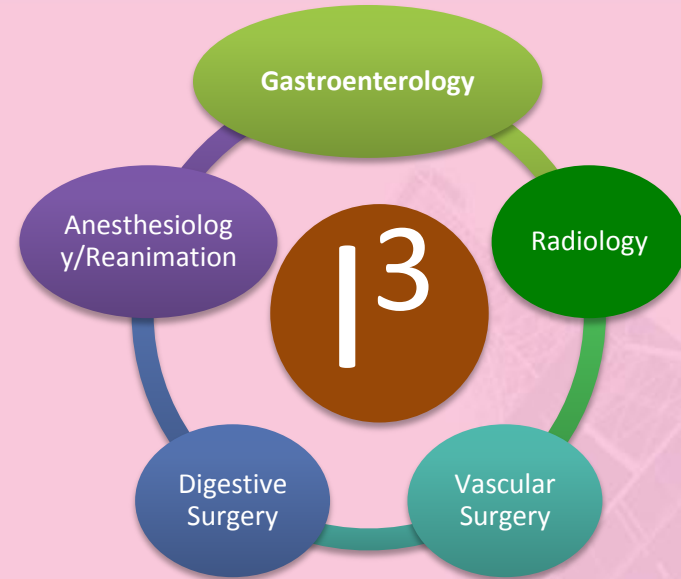 Gastroenterology
Anesthesiolog
y/Reanimation
Radiology
I³
Digestive
Surgery
Vascular
Surgery